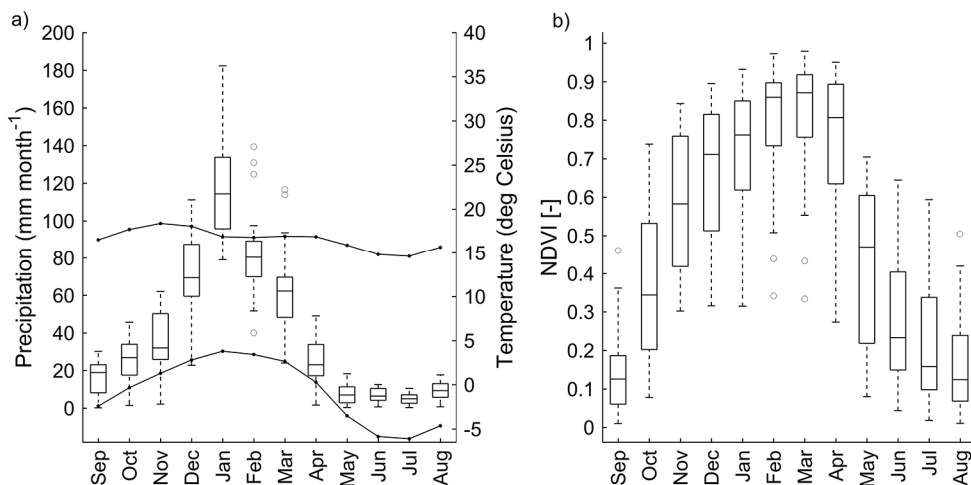 a)
Precipitation (mm month-1)
200
180
160
140
120
100
80
60
40
20
0
Temperature (deg Celsius)
40
35
30
25
20
15
10
5
0
-5
Sep
Oct
Nov
Dec
Jan
Feb
Mar
Apr
May
Jun
Jul
Aug
b)
NDVI [-]
1
0.9
0.8
0.7
0.6
0.5
0.4
0.3
0.2
0.1
0
Sep
Oct
Nov
Dec
Jan
Feb
Mar
Apr
May
Jun
Jul
Aug